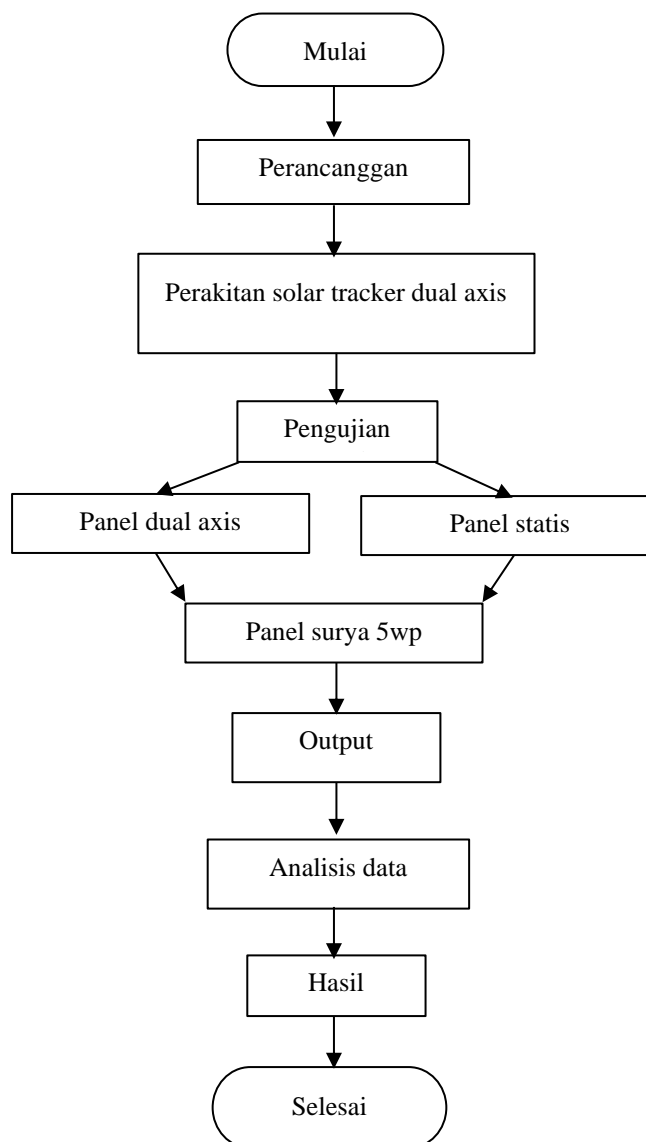 Mulai
Perancanggan
Perakitan solar tracker dual axis
Pengujian
Panel dual axis
Panel statis
Panel surya 5wp
Output
Analisis data
Hasil
Selesai